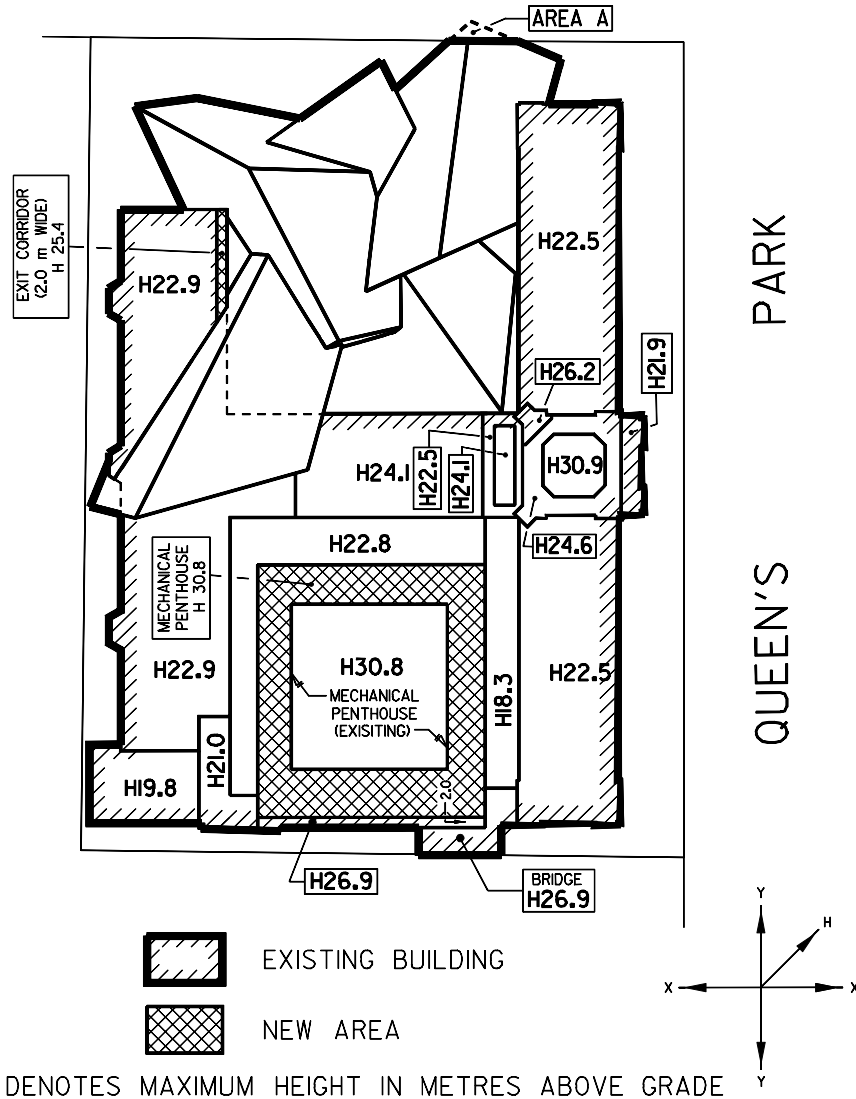 AREA A
EXIT CORRIDOR
(2.0 m WIDE)
H 25.4
H22.9
H22.5
PARK
H26.2
H21.9
H24.1
H22.5
H24.1
H30.9
H24.6
H22.8
MECHANICAL
PENTHOUSE
H 30.8
H22.9
H30.8
MECHANICAL
PENTHOUSE
(EXISITING)
H18.3
H22.5
QUEEN'S
H21.0
H19.8
2.0
H26.9
BRIDGE
H26.9
EXISTING BUILDING
NEW AREA
Y
H
X
X
Y
DENOTES MAXIMUM HEIGHT IN METRES ABOVE GRADE